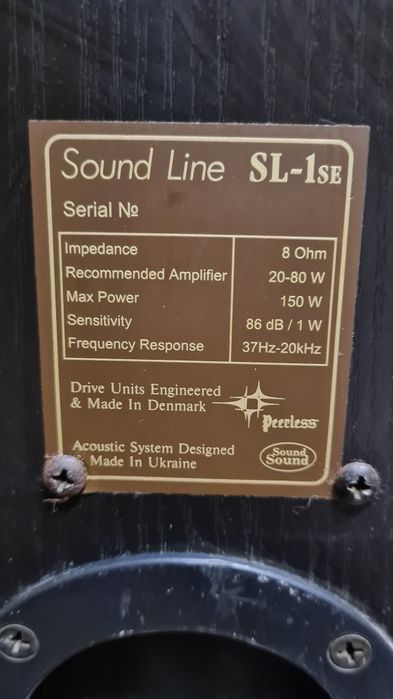 Sound Line SL-1SE
Serial №
Impedance 8 Ohm
Recommended Amplifier 20-80 W
Max Power 150 W
Sensitivity 86 dB / 1 W
Frequency Response 37Hz-20kHz
Drive Units Engineered
& Made In Denmark
Peerless
Acoustic System Designed
& Made In Ukraine
Sound
Sound